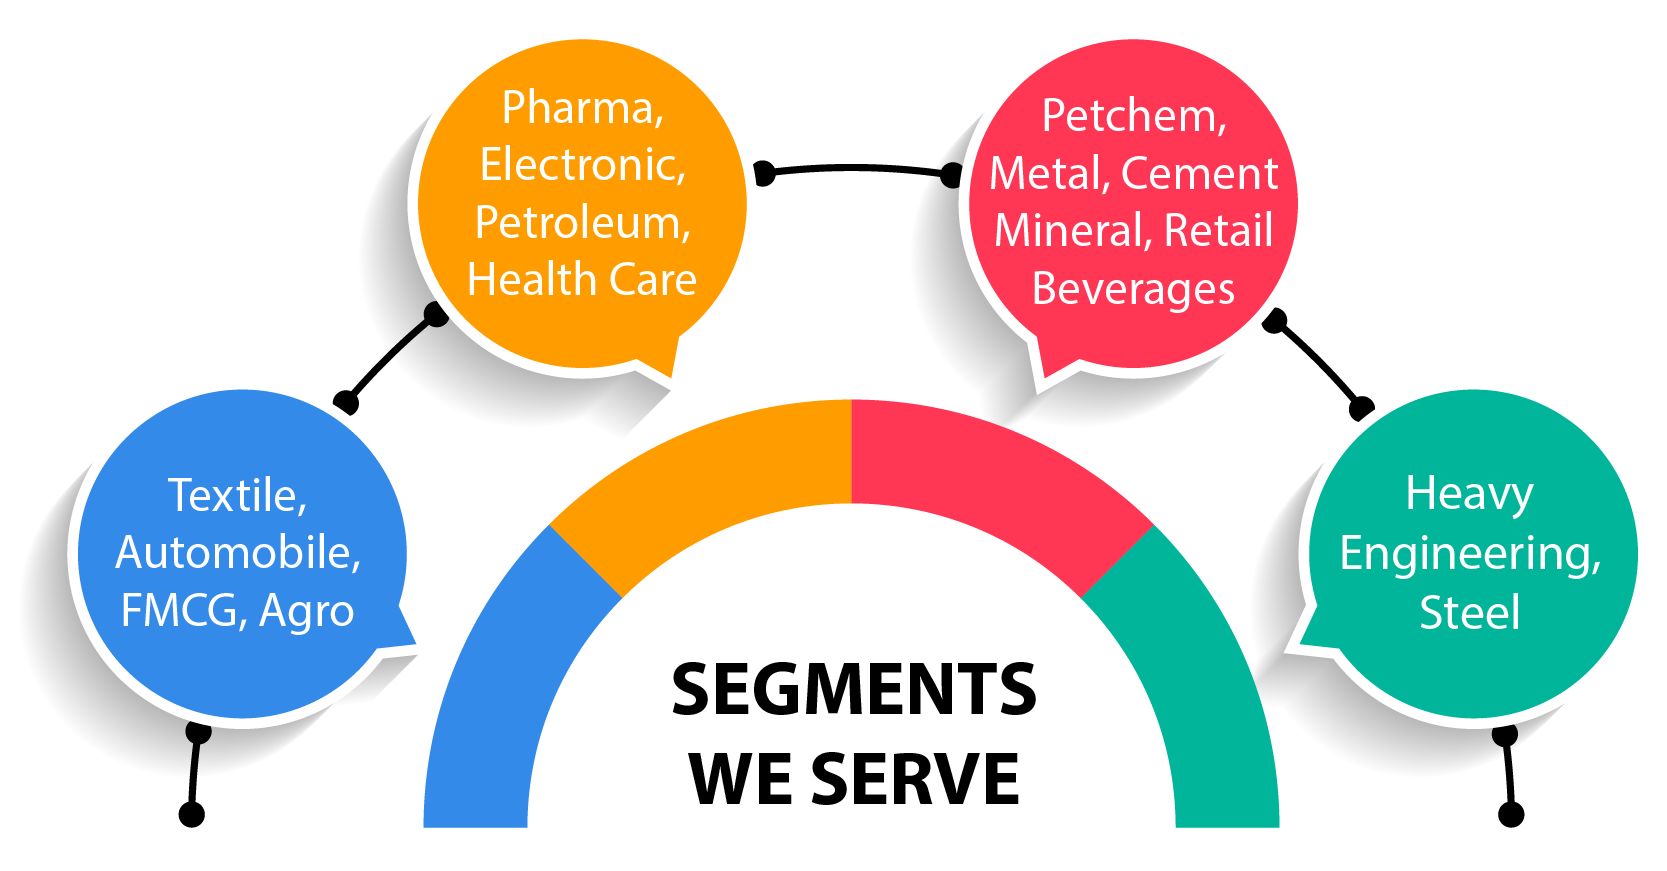 Pharma,
Electronic,
Petroleum,
Health Care
Petchem,
Metal, Cement
Mineral, Retail
Beverages
Textile,
Automobile,
FMCG, Agro
Heavy
Engineering,
Steel
SEGMENTS
WE SERVE